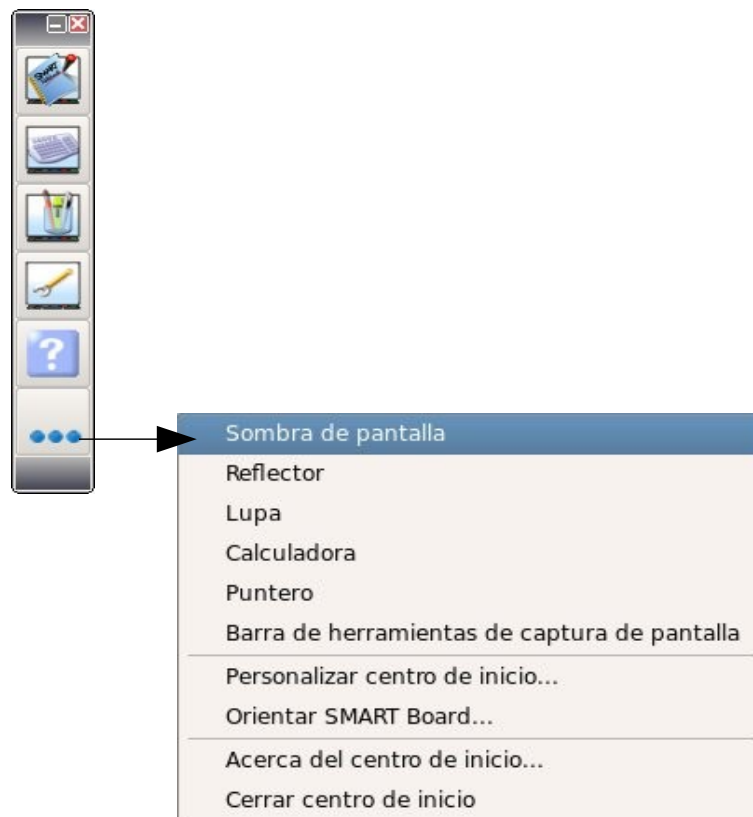 SMART
?
Sombra de pantalla
Reflector
Lupa
Calculadora
Puntero
Barra de herramientas de captura de pantalla
Personalizar centro de inicio...
Orientar SMART Board...
Acerca del centro de inicio...
Cerrar centro de inicio